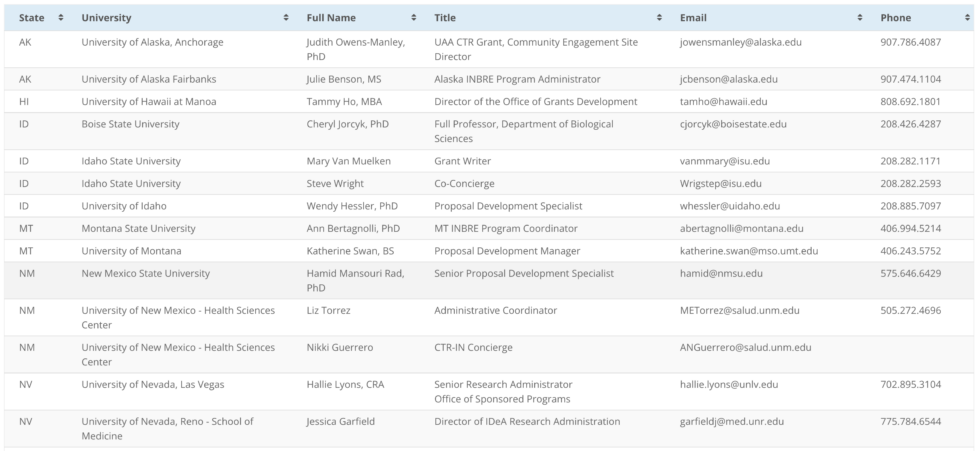 State University Full Name Title Email Phone
AK University of Alaska, Anchorage Judith Owens-Manley, UAA CTR Grant, Community Engagement Site jowensmanley@alaska.edu 907.786.4087
PhD Director
AK University of Alaska Fairbanks Julie Benson, MS Alaska INBRE Program Administrator jcbenson@alaska.edu 907.474.1104
HI University of Hawaii at Manoa Tammy Ho, MBA Director of the Office of Grants Development tamho@hawaii.edu 808.692.1801
ID Boise State University Cheryl Jorcyk, PhD Full Professor, Department of Biological cjorcyk@boisestate.edu 208.426.4287
Sciences
ID Idaho State University Mary Van Muelken Grant Writer vanmmary@isu.edu 208.282.1171
ID Idaho State University Steve Wright Co-Concierge Wrigstep@isu.edu 208.282.2593
ID University of Idaho Wendy Hessler, PhD Proposal Development Specialist whessler@uidaho.edu 208.885.7097
MT Montana State University Ann Bertagnolli, PhD MT INBRE Program Coordinator abertagnolli@montana.edu 406.994.5214
MT University of Montana Katherine Swan, BS Proposal Development Manager katherine.swan@mso.umt.edu 406.243.5752
NM New Mexico State University Hamid Mansouri Rad, Senior Proposal Development Specialist hamid@nmsu.edu 575.646.6429
PhD
NM University of New Mexico - Health Sciences Liz Torrez Administrative Coordinator METorrez@salud.unm.edu 505.272.4696
Center
NM University of New Mexico - Health Sciences Nikki Guerrero CTR-IN Concierge ANGuerrero@salud.unm.edu
Center
NV University of Nevada, Las Vegas Hallie Lyons, CRA Senior Research Administrator hallie.lyons@unlv.edu 702.895.3104
Office of Sponsored Programs
NV University of Nevada, Reno - School of Jessica Garfield Director of IDeA Research Administration garfieldj@med.unr.edu 775.784.6544
Medicine